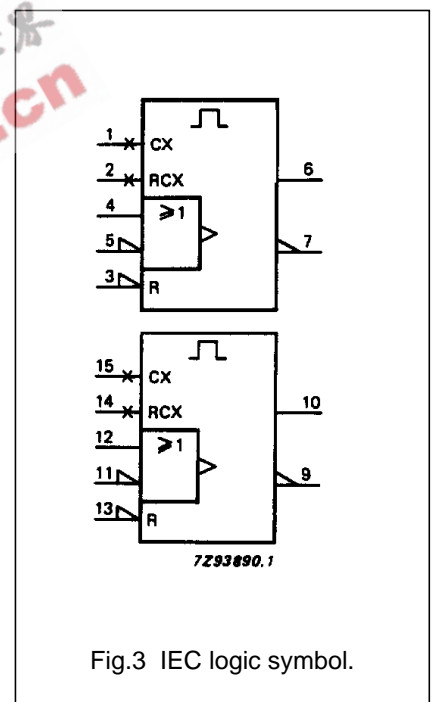 1 CX
2 RCX 6
4 ≥1
5 7
3 R
15 CX
14 RCX 10
12 ≥1
11 9
13 R
7Z93890.1
Fig.3 IEC logic symbol.
.cn